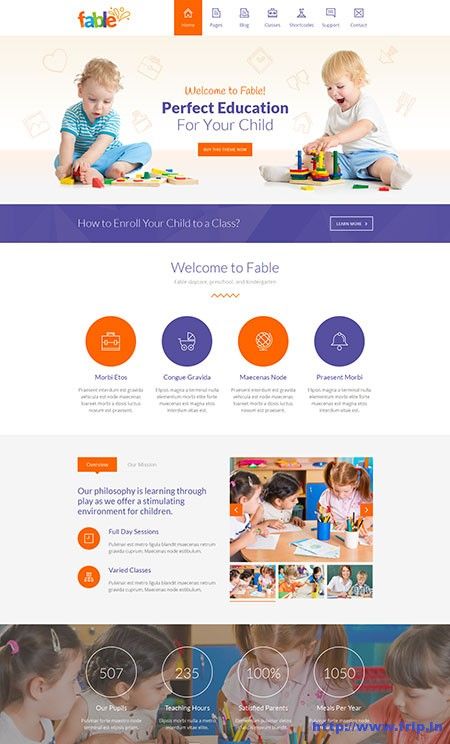 fable
Home
Pages
Blog
Classes
Shortcodes
Support
Contact
Welcome to Fable!
Perfect Education
For Your Child
BUY THIS THEME NOW
How to Enroll Your Child to a Class?
LEARN MORE
Welcome to Fable
Fable daycare, preschool, and kindergarten
Morbi Etos
Praesent interdum est gravida
vehicula est node maecenas
loareet morbi a dosis luctus
novum est praesent.
Congue Gravida
Elipsis magna a terminal nulla
elementum morbi elite forte
maecenas est magna etos
interdum vitae est.
Maecenas Node
Praesent interdum est gravida
vehicula est node maecenas
loareet morbi a dosis luctus
novum est praesent.
Praesent Morbi
Elipsis magna a terminal nulla
elementum morbi elite forte
maecenas est magna etos
interdum vitae est.
Overview
Our Mission
Our philosophy is learning through
play as we offer a stimulating
environment for children.
Full Day Sessions
Pulvinar est metro ligula blandit maecenas retrum
gravida cuprum. Maecenas node estibulum.
Varied Classes
Pulvinar est metro ligula blandit maecenas retrum
gravida cuprum. Maecenas node estibulum.
507
Our Pupils
Pulvinar forte maestro node
terminal est elipsis prism.
235
Teaching Hours
Elipsis morbi nulla a metro
interdum elite elipsis
100%
Satisfied Parents
1050
Meals Per Year
Pulvinar forte maestro node
http://www.frip.in